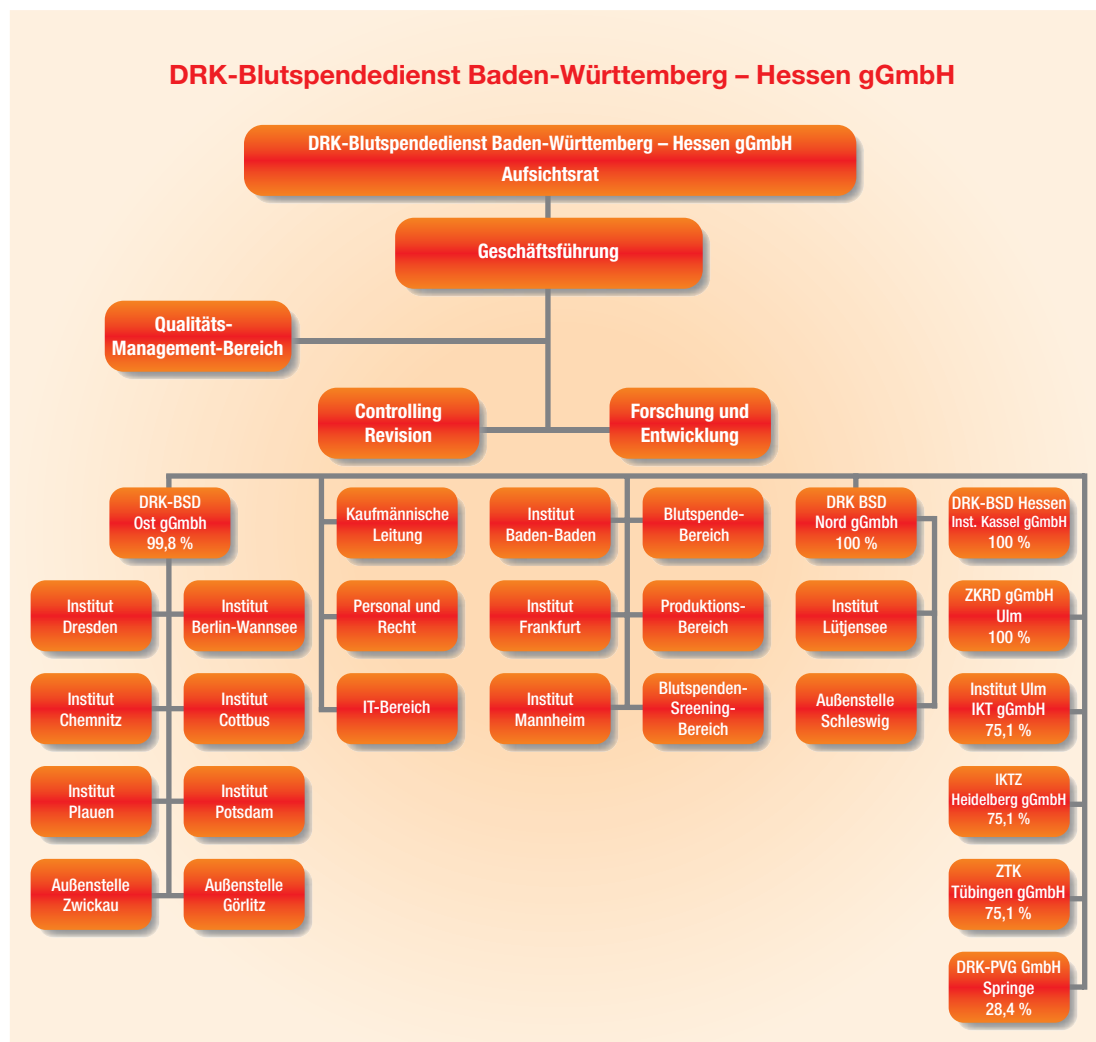 DRK-Blutspendedienst Baden-Württemberg – Hessen gGmbH
DRK-Blutspendedienst Baden-Württemberg – Hessen gGmbH
Aufsichtsrat
Geschäftsführung
Qualitäts-
Management-Bereich
Controlling
Revision
Forschung und
Entwicklung
DRK-BSD
Ost gGmbh
99,8 %
Institut
Dresden
Institut
Berlin-Wannsee
Institut
Chemnitz
Institut
Cottbus
Institut
Plauen
Institut
Potsdam
Außenstelle
Zwickau
Außenstelle
Görlitz
Kaufmännische
Leitung
Personal und
Recht
IT-Bereich
Institut
Baden-Baden
Blutspende-
Bereich
Institut
Frankfurt
Produktions-
Bereich
Institut
Mannheim
Blutspenden-
Sreening-
Bereich
DRK BSD
Nord gGmbh
100 %
Institut
Lütjensee
Außenstelle
Schleswig
DRK-BSD Hessen
Inst. Kassel gGmbH
100 %
ZKRD gGmbH
Ulm
100 %
Institut Ulm
IKT gGmbH
75,1 %
IKTZ
Heidelberg gGmbH
75,1 %
ZTK
Tübingen gGmbH
75,1 %
DRK-PVG GmbH
Springe
28,4 %